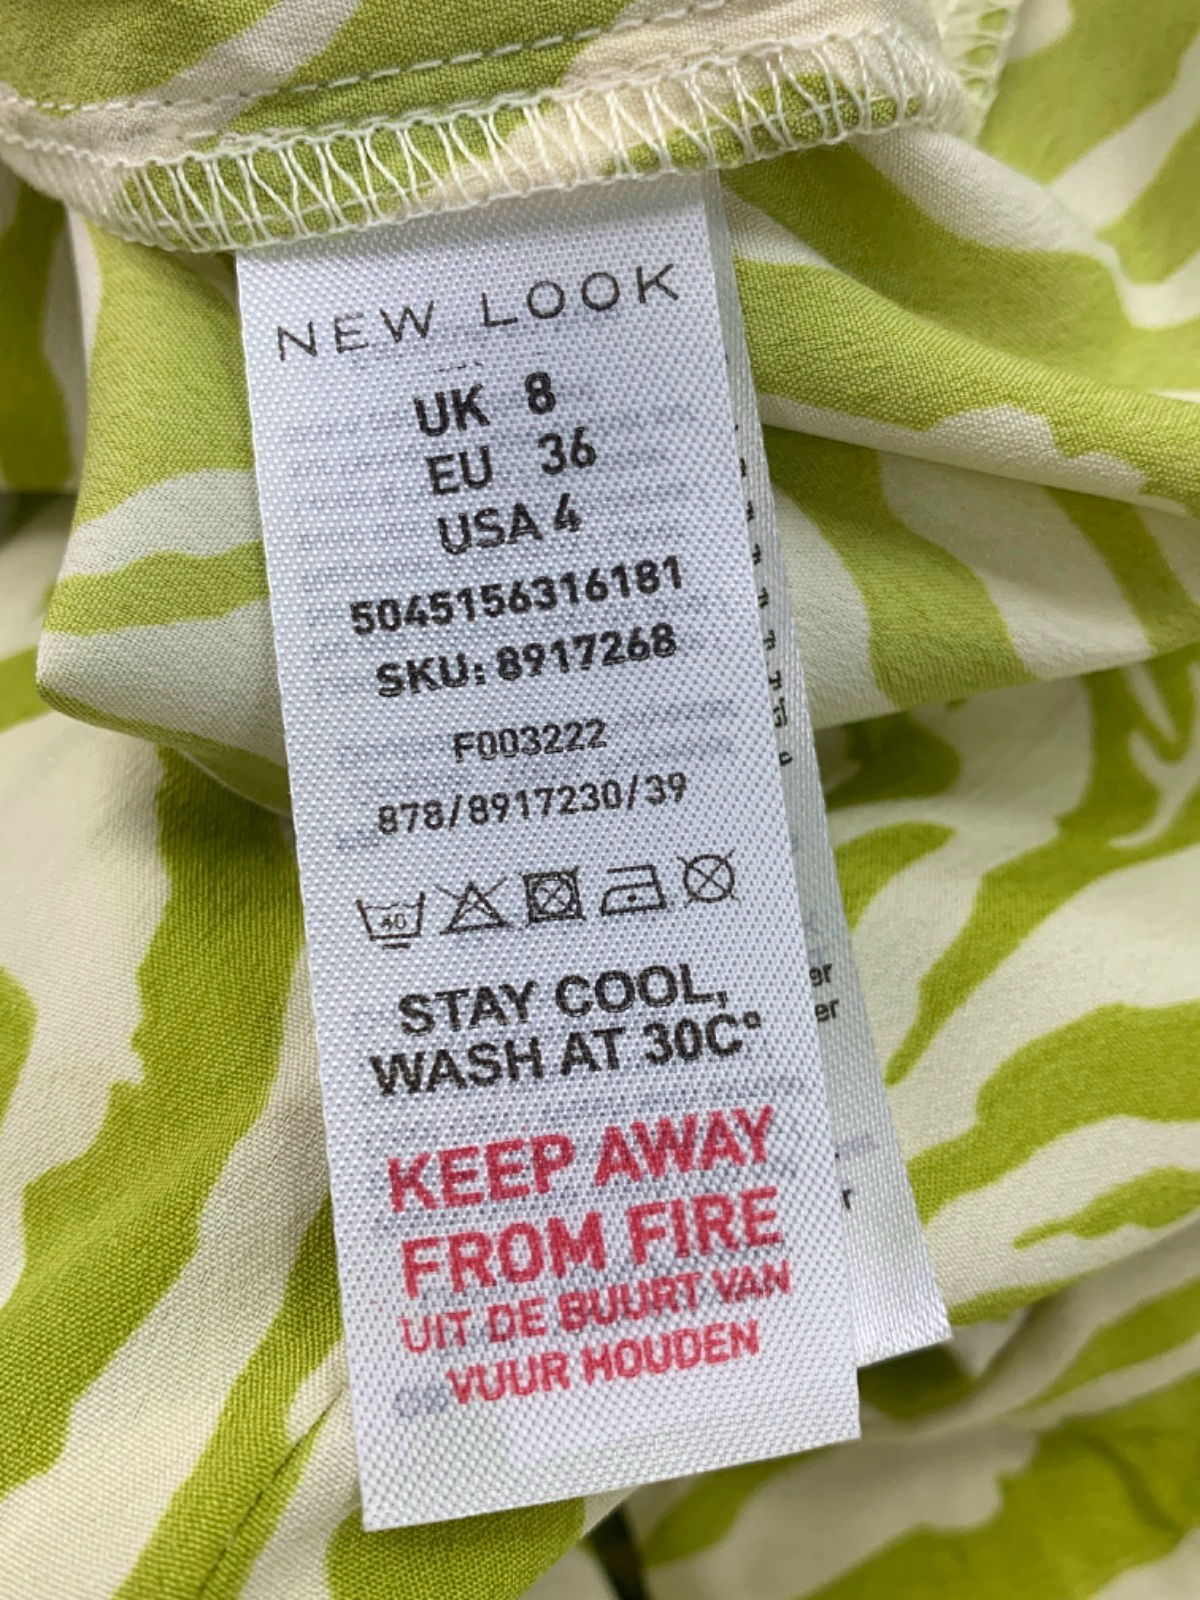 NEW LOOK
UK 8
EU 36
USA 4
5045156316181
SKU: 8917268
F003222
878/8917230/39
40
STAY COOL,
WASH AT 30C°
KEEP AWAY
FROM FIRE
UIT DE BUURT VAN
VUUR HOUDEN